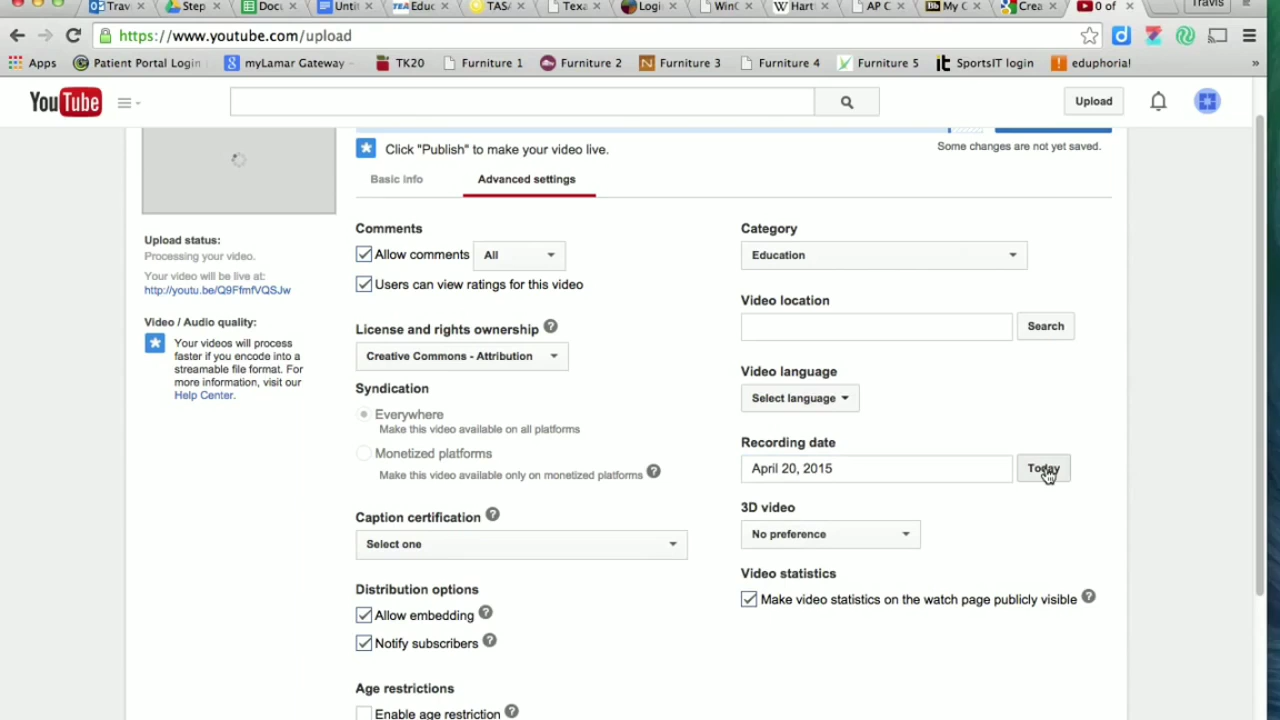 Trav Step Docu Untit TEA Educ TAS/ Texa Logi WinC W Hart AP C bb My C Crea 0 of Travis
https://www.youtube.com/upload
Apps Patient Portal Login myLamar Gateway - TK20 Furniture 1 Furniture 2 Furniture 3 Furniture 4 Furniture 5 it SportsIT login eduphoria! »
YouTube Upload
Click "Publish" to make your video live. Some changes are not yet saved.
Basic info Advanced settings
Upload status:
Processing your video.
Your video will be live at:
http://youtu.be/Q9FfmfVQSJw
Video / Audio quality:
Your videos will process
faster if you encode into a
streamable file format. For
more information, visit our
Help Center.
Comments
Allow comments All
Users can view ratings for this video
License and rights ownership ?
Creative Commons - Attribution
Syndication
Everywhere
Make this video available on all platforms
Monetized platforms
Make this video available only on monetized platforms ?
Caption certification ?
Select one
Distribution options
Allow embedding ?
Notify subscribers ?
Age restrictions
Enable age restriction ?
Category
Education
Video location
Search
Video language
Select language
Recording date
April 20, 2015 Today
3D video
No preference
Video statistics
Make video statistics on the watch page publicly visible ?